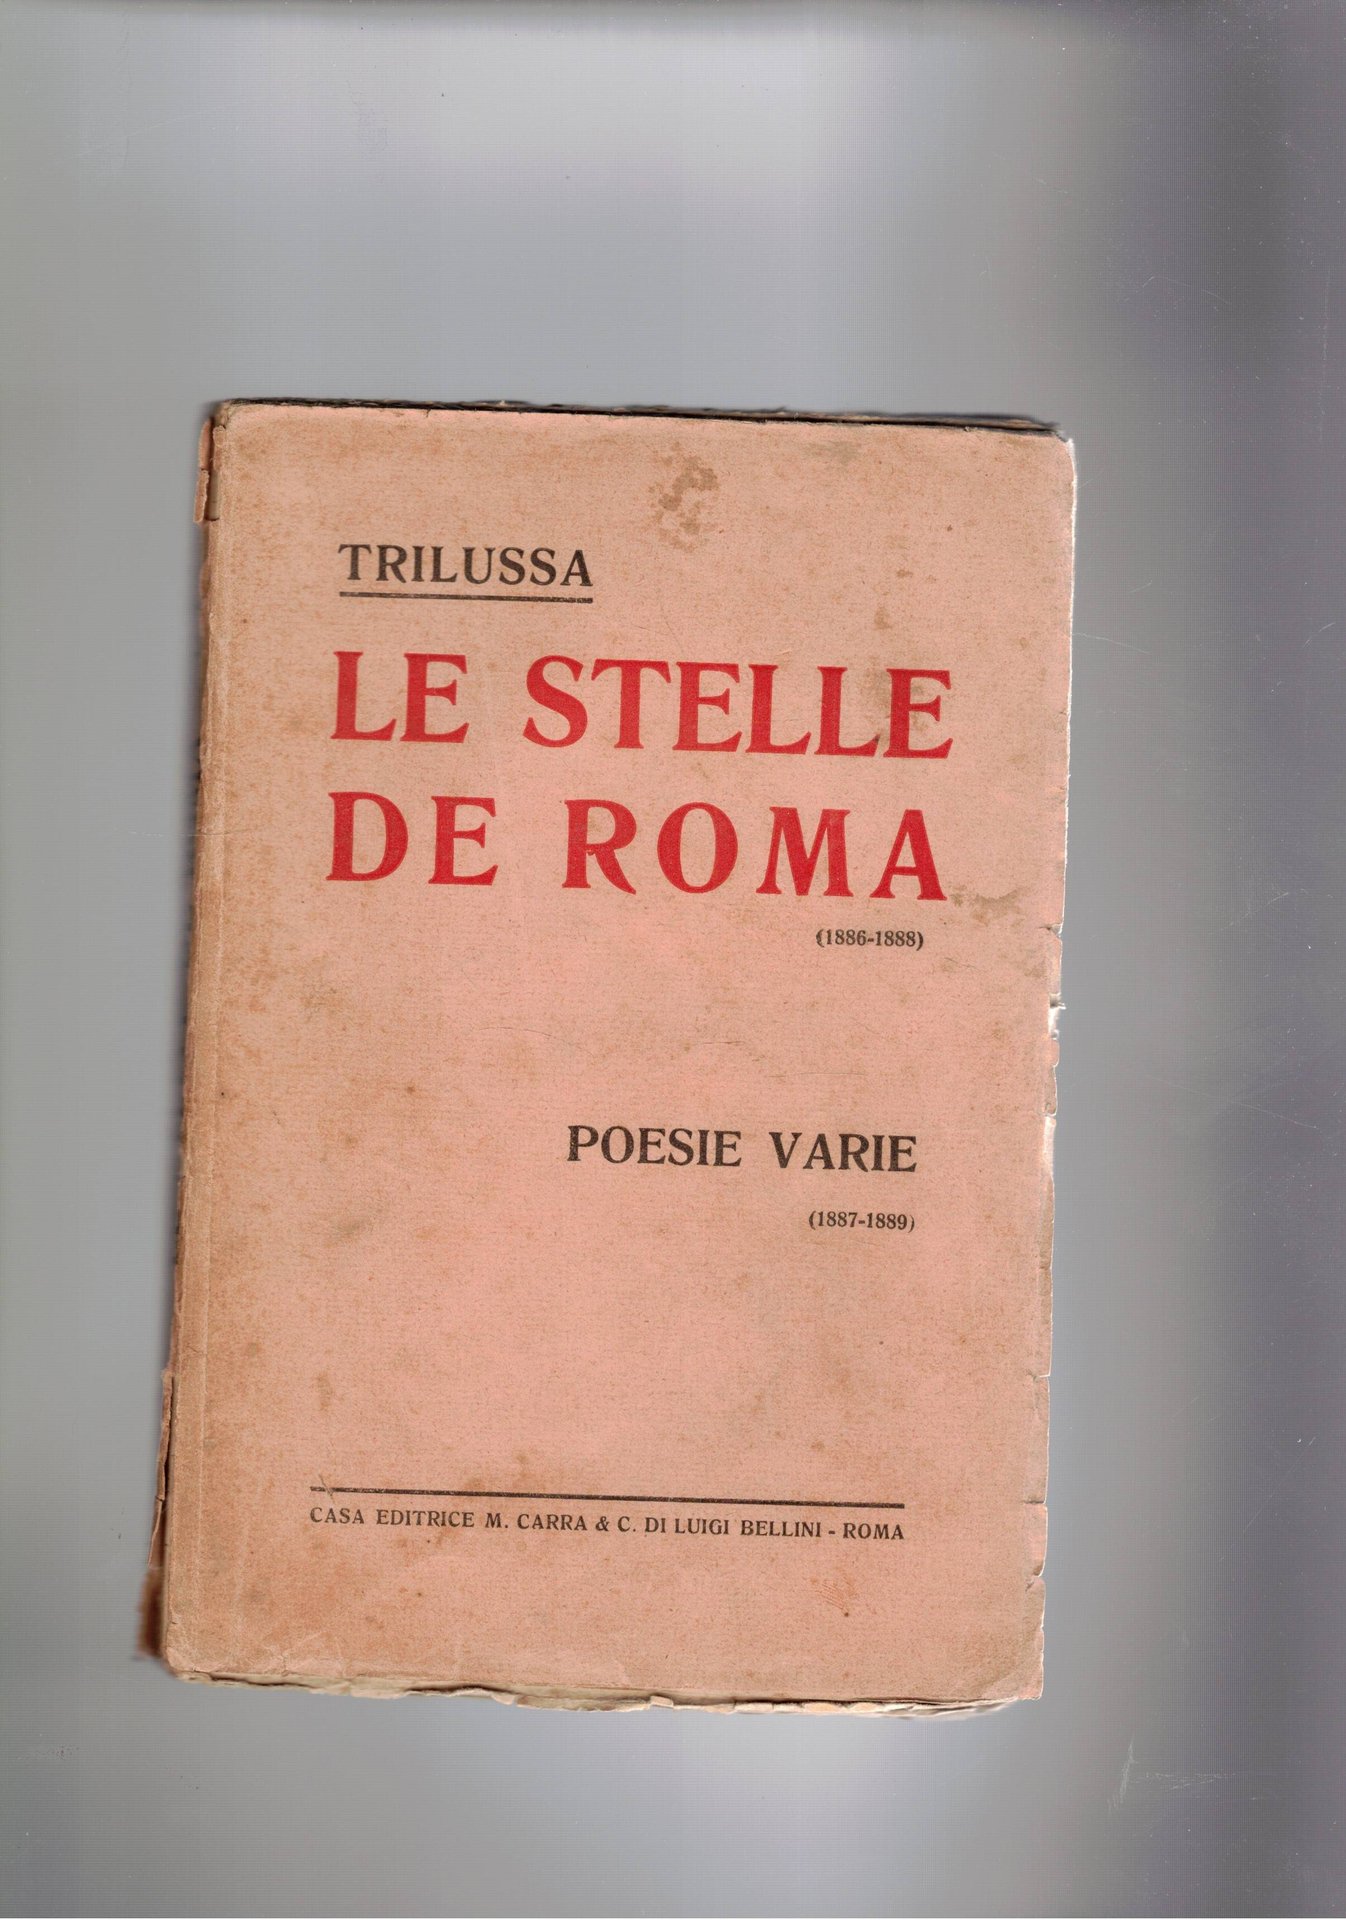 TRILUSSA
LE STELLE
DE ROMA
(1886-1888)
POESIE VARIE
(1887-1889)
CASA EDITRICE M. CARRA & C. DI LUIGI BELLINI - ROMA